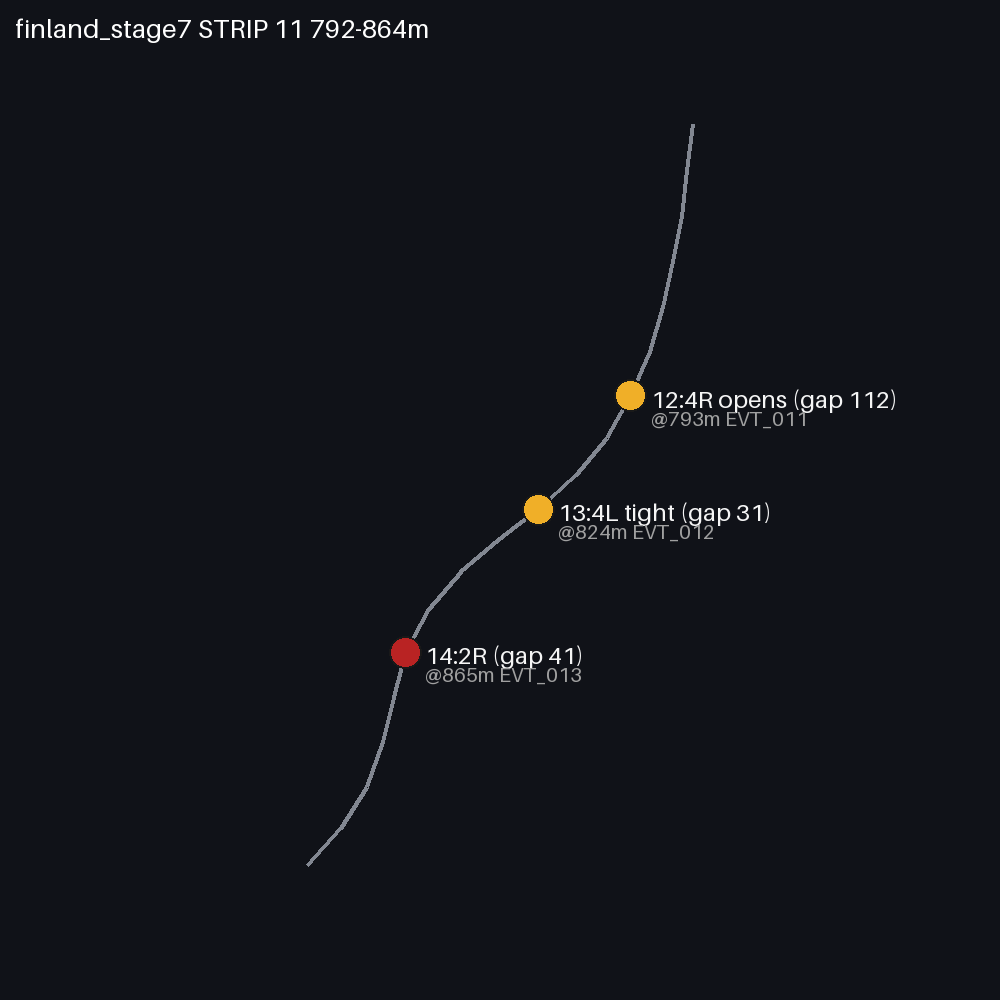 finland_stage7 STRIP 11 792-864m
12:4R opens (gap 112)
@793m EVT_011
13:4L tight (gap 31)
@824m EVT_012
14:2R (gap 41)
@865m EVT_013